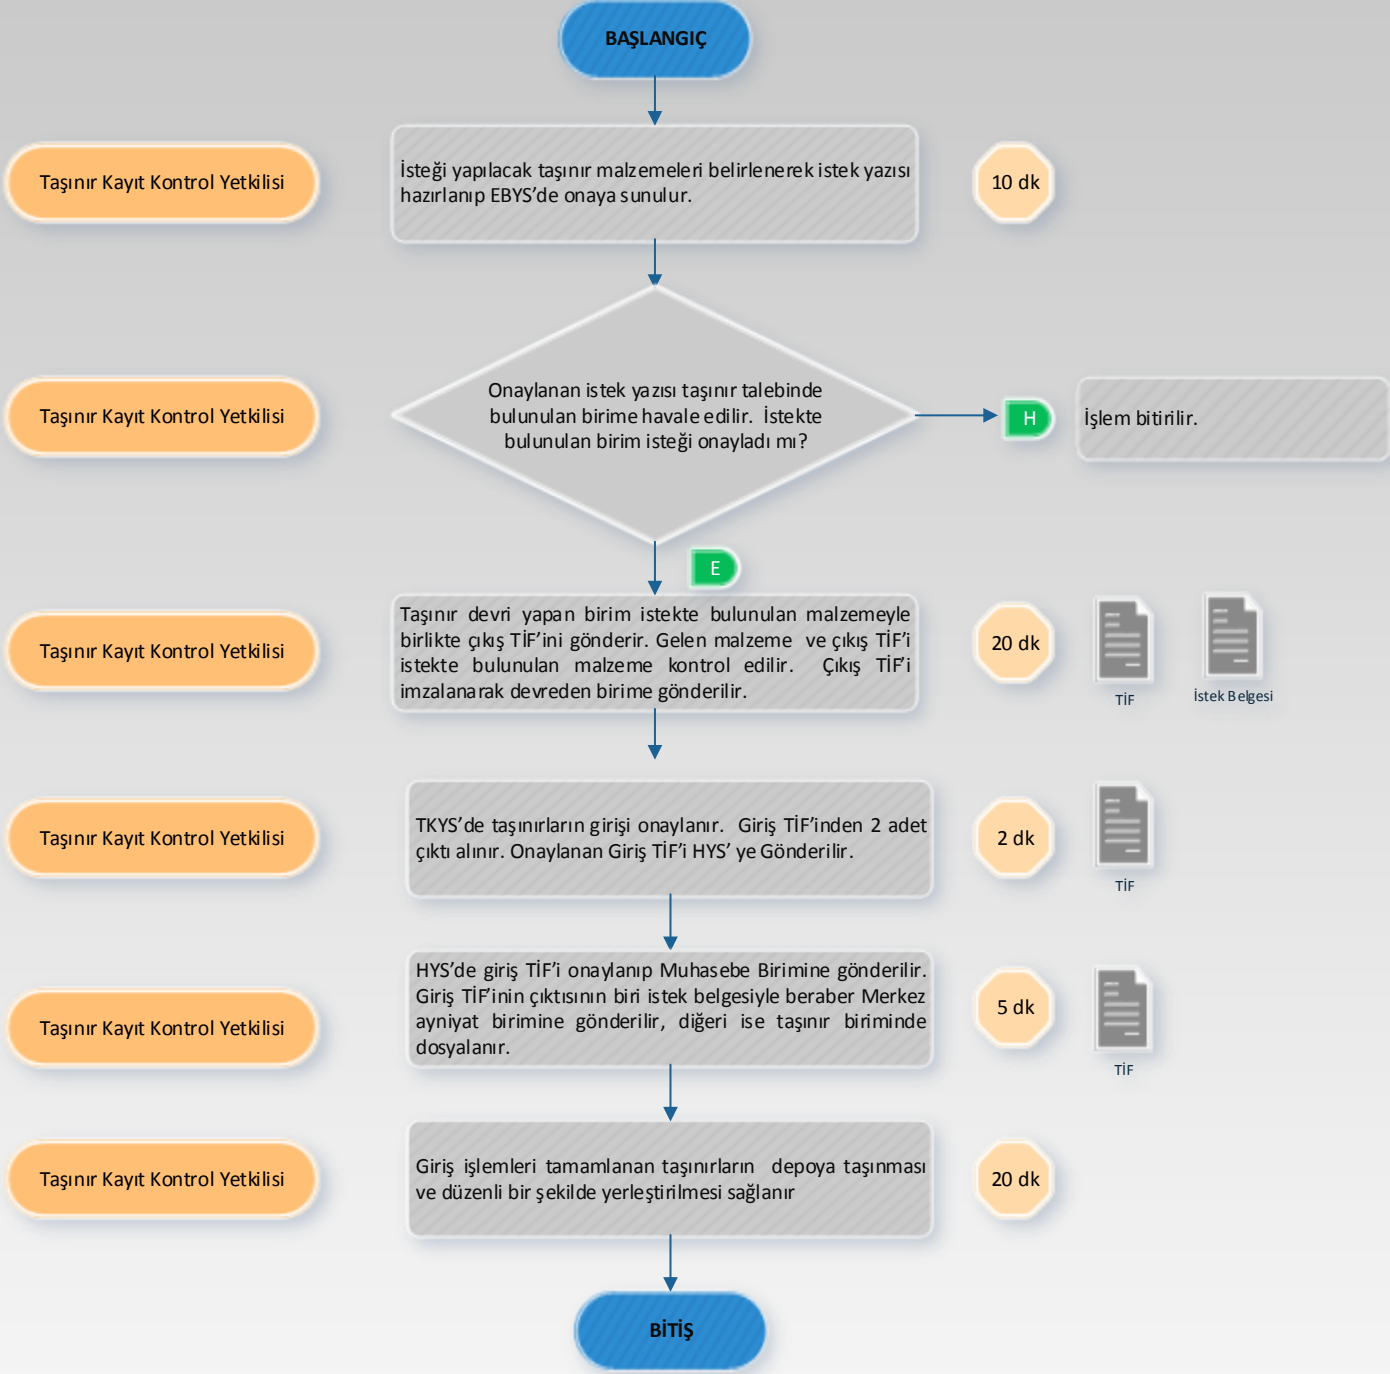 BAŞLANGIÇ
Taşınır Kayıt Kontrol Yetkilisi
İsteği yapılacak taşınır malzemeleri belirlenerek istek yazısı
hazırlanıp EBYS’de onaya sunulur.
10 dk
Taşınır Kayıt Kontrol Yetkilisi
Onaylanan istek yazısı taşınır talebinde
bulunulan birime havale edilir. İstekte
bulunulan birim isteği onayladı mı?
H
İşlem bitirilir.
E
Taşınır Kayıt Kontrol Yetkilisi
Taşınır devri yapan birim istekte bulunulan malzemeyle
birlikte çıkış TİF’ini gönderir. Gelen malzeme ve çıkış TİF’i
istekte bulunulan malzeme kontrol edilir. Çıkış TİF’i
imzalanarak devreden birime gönderilir.
20 dk
TİF
İstek Belgesi
Taşınır Kayıt Kontrol Yetkilisi
TKYS’de taşınırların girişi onaylanır. Giriş TİF’inden 2 adet
çıktı alınır. Onaylanan Giriş TİF’i HYS’ ye Gönderilir.
2 dk
TİF
Taşınır Kayıt Kontrol Yetkilisi
HYS’de giriş TİF’i onaylanıp Muhasebe Birimine gönderilir.
Giriş TİF’inin çıktısının biri istek belgesiyle beraber Merkez
ayniyat birimine gönderilir, diğeri ise taşınır biriminde
dosyalanır.
5 dk
TİF
Taşınır Kayıt Kontrol Yetkilisi
Giriş işlemleri tamamlanan taşınırların depoya taşınması
ve düzenli bir şekilde yerleştirilmesi sağlanır
20 dk
BİTİŞ